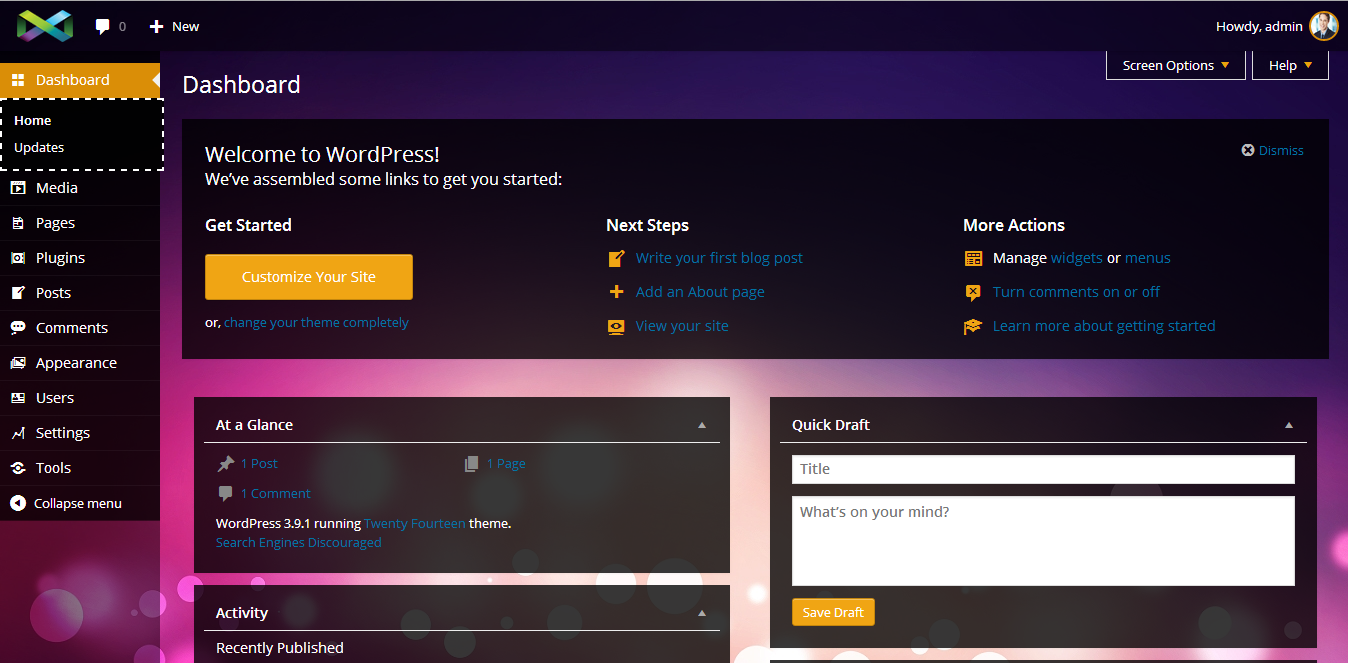 0
New
Howdy, admin
Dashboard
Home
Updates
Media
Pages
Plugins
Posts
Comments
Appearance
Users
Settings
Tools
Collapse menu
Dashboard
Screen Options
Help
Welcome to WordPress!
We've assembled some links to get you started:
Dismiss
Get Started
Customize Your Site
or, change your theme completely
Next Steps
Write your first blog post
Add an About page
View your site
More Actions
Manage widgets or menus
Turn comments on or off
Learn more about getting started
At a Glance
1 Post
1 Page
1 Comment
WordPress 3.9.1 running Twenty Fourteen theme.
Search Engines Discouraged
Activity
Recently Published
Quick Draft
Title
What's on your mind?
Save Draft